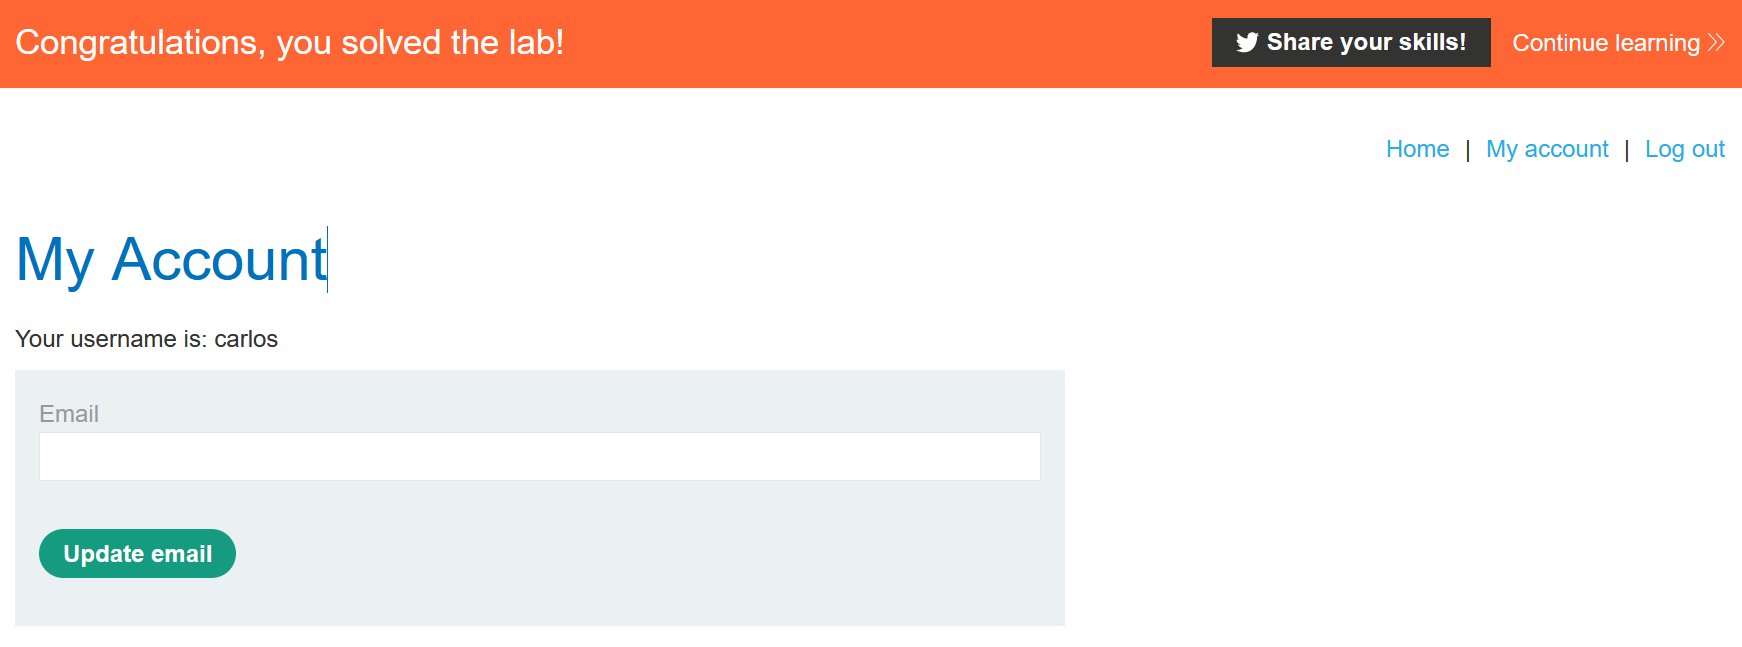 Congratulations, you solved the lab!
Share your skills!
Continue learning
Home | My account | Log out
My Account
Your username is: carlos
Email
Update email